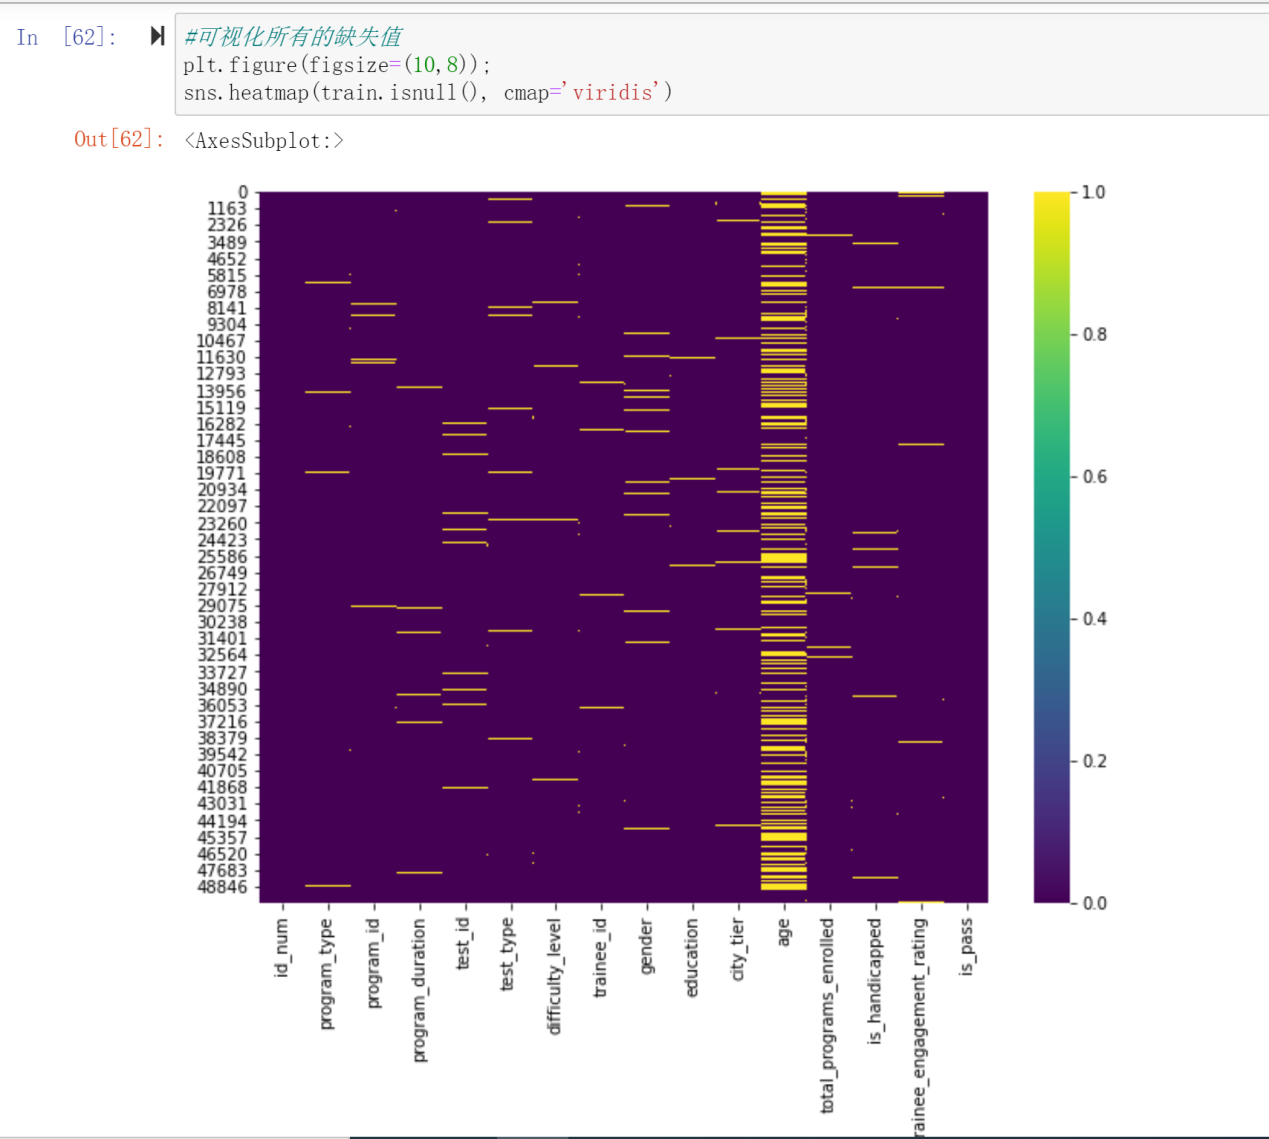 In [62]:
#可视化所有的缺失值
plt.figure(figsize=(10,8));
sns.heatmap(train.isnull(), cmap='viridis')
Out[62]: <AxesSubplot:>
0
1163
2326
3489
4652
5815
6978
8141
9304
10467
11630
12793
13956
15119
16282
17445
18608
19771
20934
22097
23260
24423
25586
26749
27912
29075
30238
31401
32564
33727
34890
36053
37216
38379
39542
40705
41868
43031
44194
45357
46520
47683
48846
1.0
0.8
0.6
0.4
0.2
0.0
id_num
program_type
program_id
program_duration
test_id
test_type
difficulty_level
trainee_id
gender
education
city_tier
age
total_programs_enrolled
is_handicapped
rainee_engagement_rating
is_pass